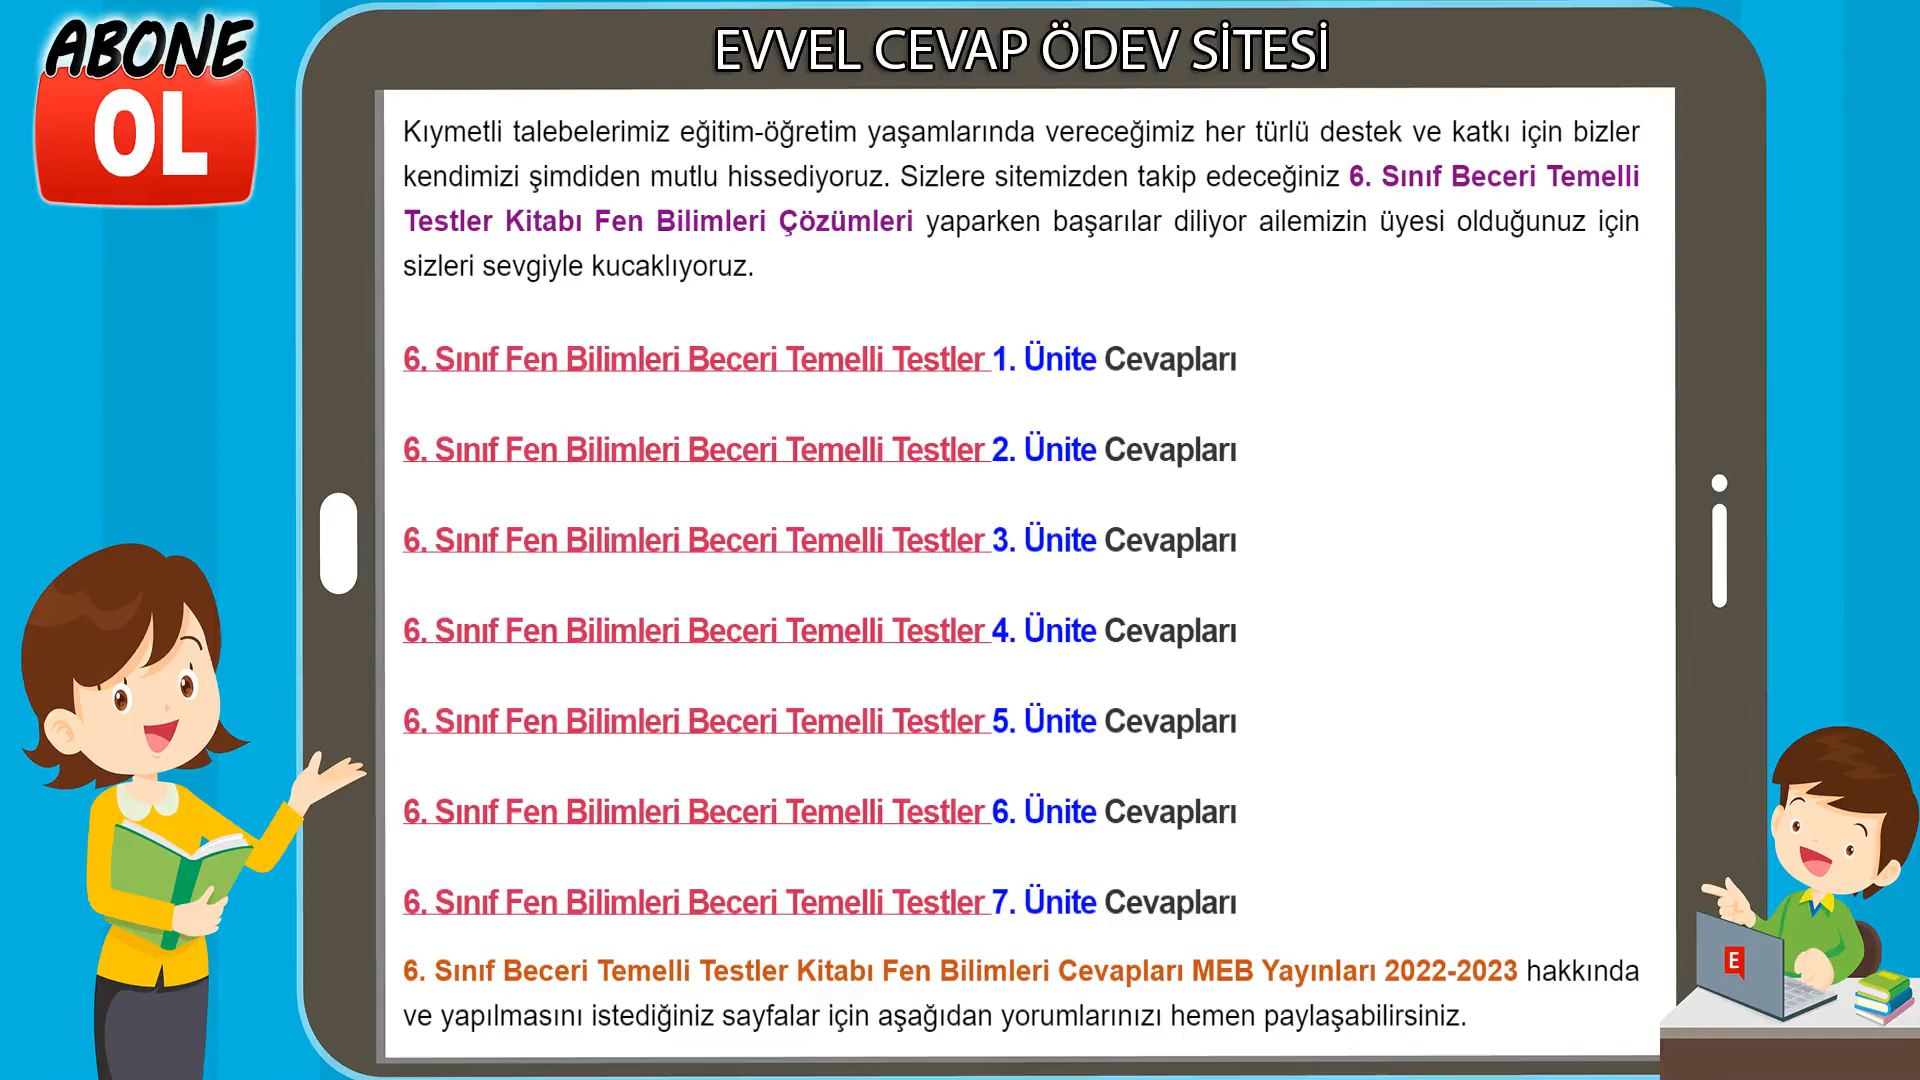 ABONE
OL
EVVEL CEVAP ÖDEV SİTESİ
Kıymetli talebelerimiz eğitim-öğretim yaşamlarında vereceğimiz her türlü destek ve katkı için bizler
kendimizi şimdiden mutlu hissediyoruz. Sizlere sitemizden takip edeceğiniz 6. Sınıf Beceri Temelli
Testler Kitabı Fen Bilimleri Çözümleri yaparken başarılar diliyor ailemizin üyesi olduğunuz için
sizleri sevgiyle kucaklıyoruz.
6. Sınıf Fen Bilimleri Beceri Temelli Testler 1. Ünite Cevapları
6. Sınıf Fen Bilimleri Beceri Temelli Testler 2. Ünite Cevapları
6. Sınıf Fen Bilimleri Beceri Temelli Testler 3. Ünite Cevapları
6. Sınıf Fen Bilimleri Beceri Temelli Testler 4. Ünite Cevapları
6. Sınıf Fen Bilimleri Beceri Temelli Testler 5. Ünite Cevapları
6. Sınıf Fen Bilimleri Beceri Temelli Testler 6. Ünite Cevapları
6. Sınıf Fen Bilimleri Beceri Temelli Testler 7. Ünite Cevapları
6. Sınıf Beceri Temelli Testler Kitabı Fen Bilimleri Cevapları MEB Yayınları 2022-2023 hakkında
ve yapılmasını istediğiniz sayfalar için aşağıdan yorumlarınızı hemen paylaşabilirsiniz.
E